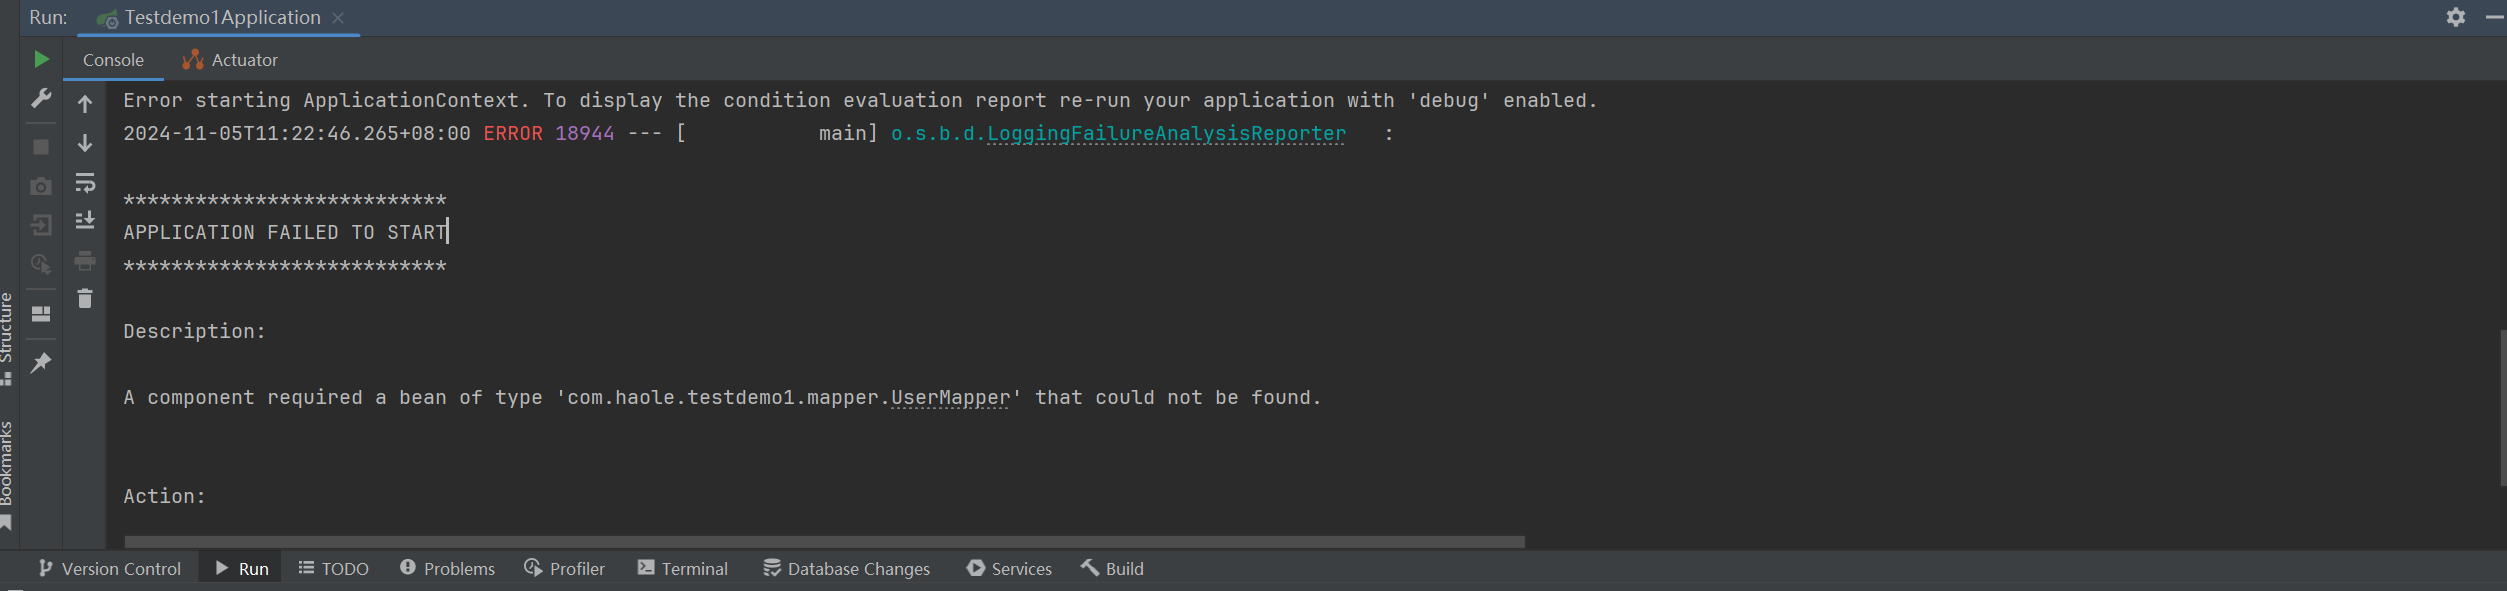 Run: Testdemo1Application
Console Actuator
Error starting ApplicationContext. To display the condition evaluation report re-run your application with 'debug' enabled.
2024-11-05T11:22:46.265+08:00 ERROR 18944 --- [           main] o.s.b.d.LoggingFailureAnalysisReporter   :
***************************
APPLICATION FAILED TO START
***************************
Description:
A component required a bean of type 'com.haole.testdemo1.mapper.UserMapper' that could not be found.
Action:
Structure
Bookmarks
Version Control Run TODO Problems Profiler Terminal Database Changes Services Build